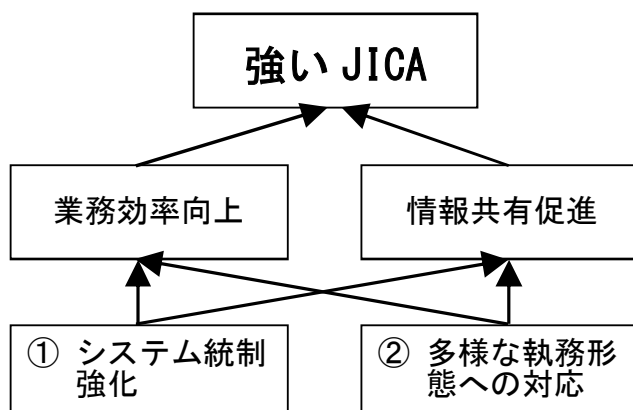 強い JICA
業務効率向上
情報共有促進
① システム統制
強化
② 多様な執務形
態への対応